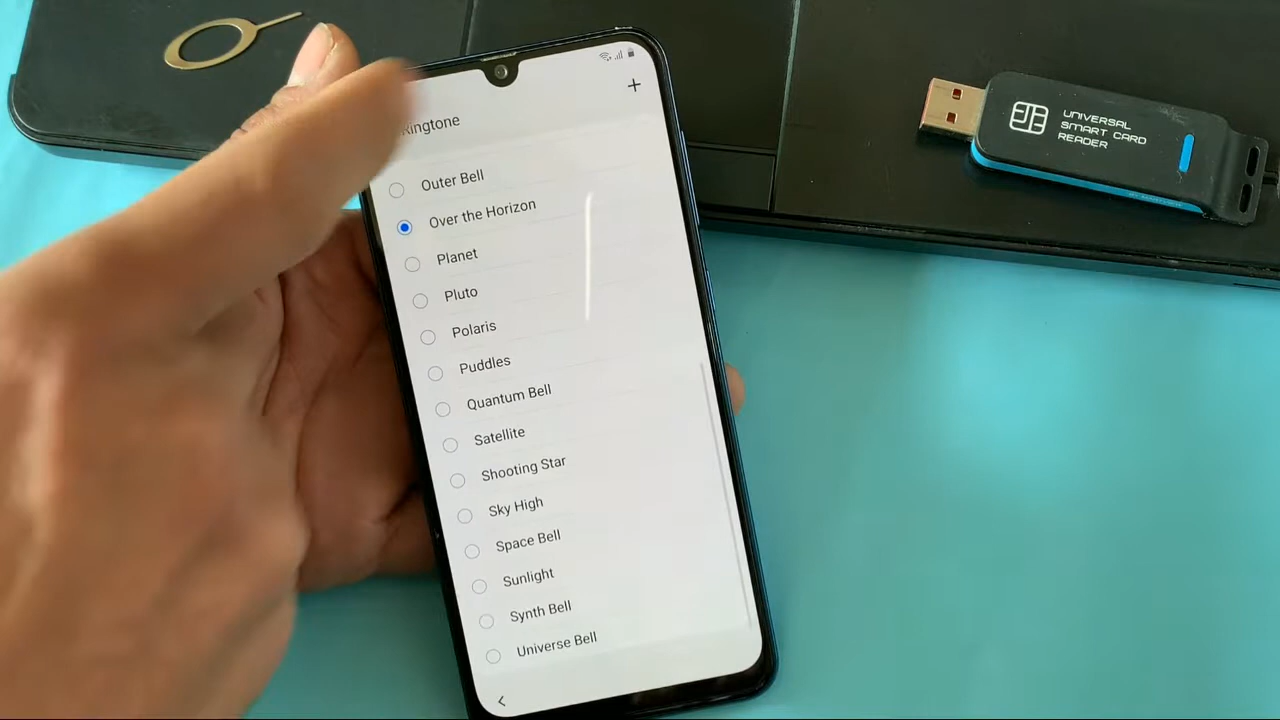 Ringtone
Outer Bell
Over the Horizon
Planet
Pluto
Polaris
Puddles
Quantum Bell
Satellite
Shooting Star
Sky High
Space Bell
Sunlight
Synth Bell
Universe Bell
UNIVERSAL
SMART CARD
READER